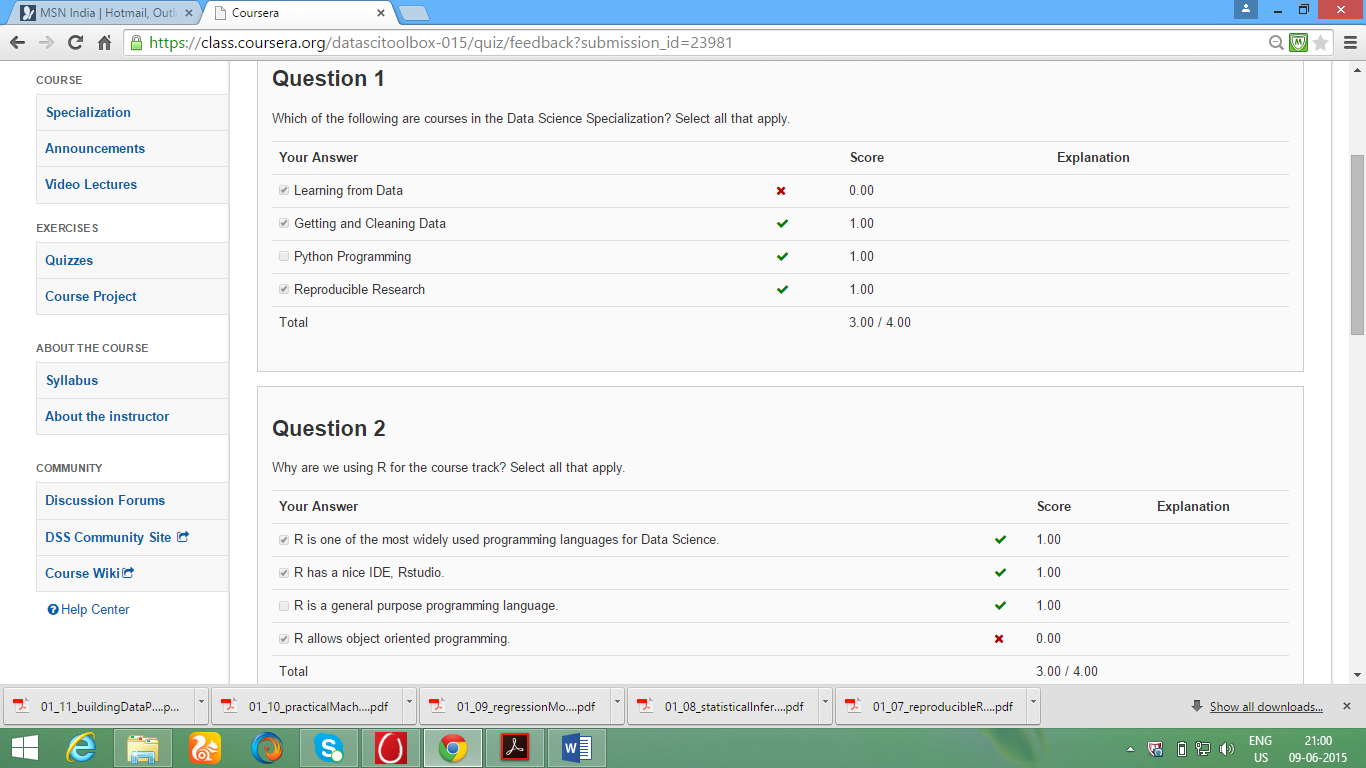 MSN India | Hotmail, Outl
Coursera
https://class.coursera.org/datascitoolbox-015/quiz/feedback?submission_id=23981
COURSE
Specialization
Announcements
Video Lectures
EXERCISES
Quizzes
Course Project
ABOUT THE COURSE
Syllabus
About the instructor
COMMUNITY
Discussion Forums
DSS Community Site
Course Wiki
Help Center
Question 1
Which of the following are courses in the Data Science Specialization? Select all that apply.
Your Answer Score Explanation
Learning from Data 0.00
Getting and Cleaning Data 1.00
Python Programming 1.00
Reproducible Research 1.00
Total 3.00 / 4.00
Question 2
Why are we using R for the course track? Select all that apply.
Your Answer Score Explanation
R is one of the most widely used programming languages for Data Science. 1.00
R has a nice IDE, Rstudio. 1.00
R is a general purpose programming language. 1.00
R allows object oriented programming. 0.00
Total 3.00 / 4.00
01_11_buildingDataP....p... 01_10_practicalMach....pdf 01_09_regressionMo....pdf 01_08_statisticalInfer....pdf 01_07_reproducibleR....pdf Show all downloads...
ENG 21:00
US 09-06-2015